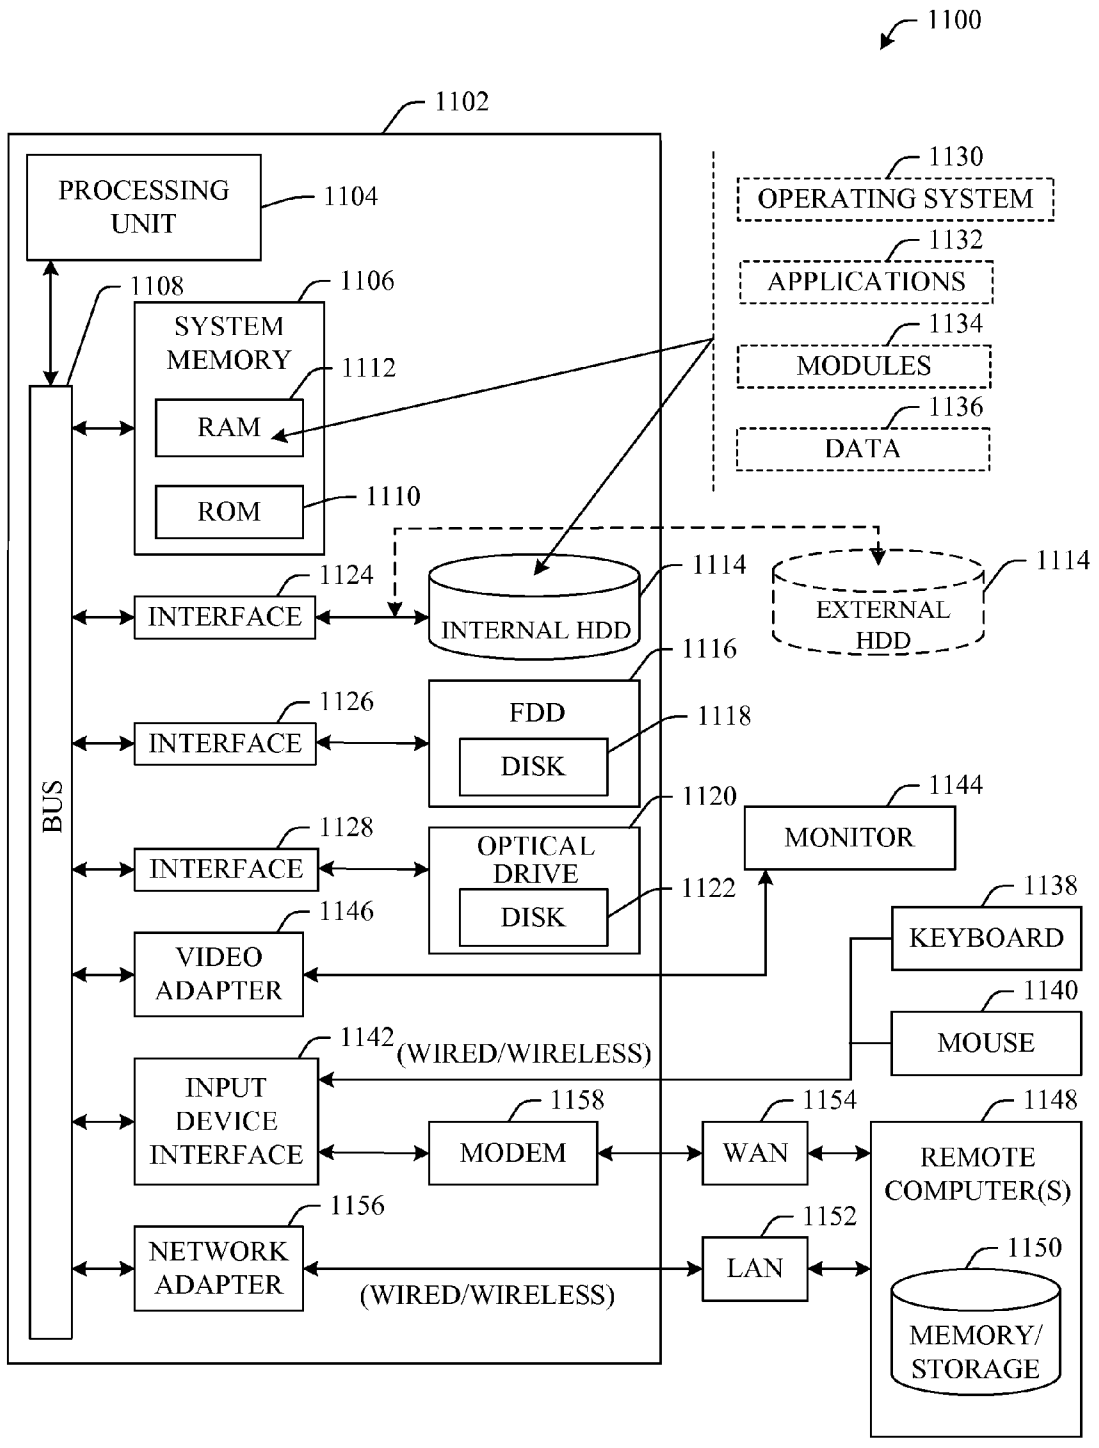 1100
1102
PROCESSING
UNIT
1104
1130
OPERATING SYSTEM
1132
APPLICATIONS
1134
MODULES
1136
DATA
1108
1106
SYSTEM
MEMORY
1112
RAM
1110
ROM
BUS
1124
INTERFACE
1114
INTERNAL HDD
1114
EXTERNAL
HDD
1126
INTERFACE
1116
FDD
1118
DISK
1128
INTERFACE
1120
OPTICAL
DRIVE
1122
DISK
1144
MONITOR
1146
VIDEO
ADAPTER
1138
KEYBOARD
1140
MOUSE
1142
(WIRED/WIRELESS)
INPUT
DEVICE
INTERFACE
1158
MODEM
1154
WAN
1148
REMOTE
COMPUTER(S)
1156
NETWORK
ADAPTER
(WIRED/WIRELESS)
1152
LAN
1150
MEMORY/
STORAGE